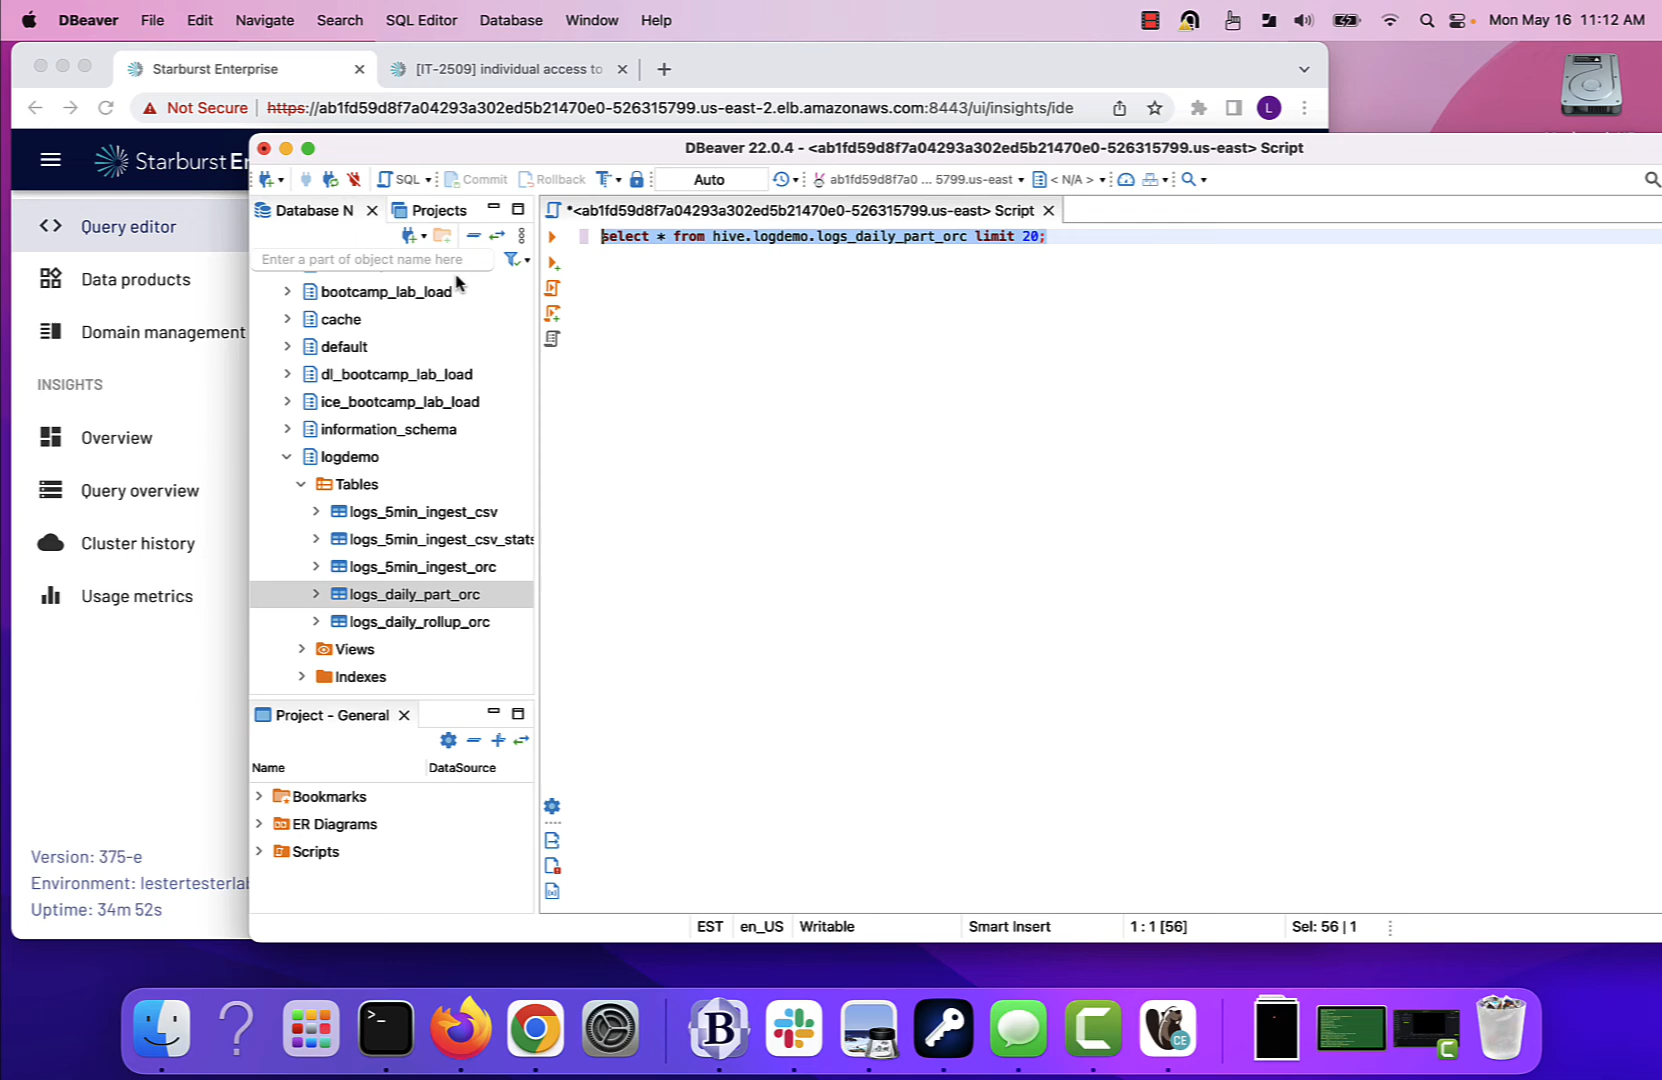 DBeaver File Edit Navigate Search SQL Editor Database Window Help Mon May 16 11:12 AM
Starburst Enterprise
[IT-2509] individual access to
Not Secure https://ab1fd59d8f7a04293a302ed5b21470e0-526315799.us-east-2.elb.amazonaws.com:8443/ui/insights/ide L
Starburst
DBeaver 22.0.4 - <ab1fd59d8f7a04293a302ed5b21470e0-526315799.us-east> Script
SQL Commit Rollback Auto ab1fd59d8f7a0 ... 5799.us-east < N/A >
Database N Projects
*<ab1fd59d8f7a04293a302ed5b21470e0-526315799.us-east> Script
select * from hive.logdemo.logs_daily_part_orc limit 20;
Enter a part of object name here
bootcamp_lab_load
cache
default
dl_bootcamp_lab_load
ice_bootcamp_lab_load
information_schema
logdemo
Tables
logs_5min_ingest_csv
logs_5min_ingest_csv_stats
logs_5min_ingest_orc
logs_daily_part_orc
logs_daily_rollup_orc
Views
Indexes
Project - General
Name DataSource
Bookmarks
ER Diagrams
Scripts
EST en_US Writable Smart Insert 1 : 1 [56] Sel: 56 | 1
Query editor
Data products
Domain management
INSIGHTS
Overview
Query overview
Cluster history
Usage metrics
Version: 375-e
Environment: lestertesterlab
Uptime: 34m 52s
>_
?
B
C
CE
C